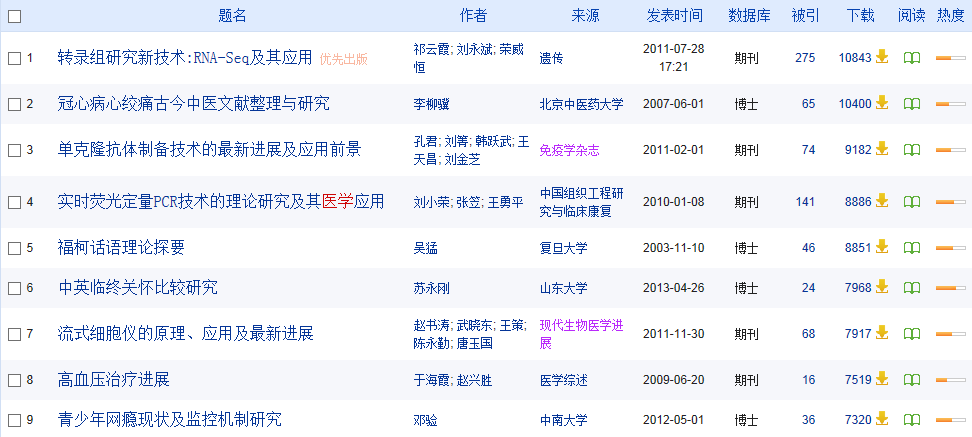 题名 作者 来源 发表时间 数据库 被引 下载 阅读 热度
1 转录组研究新技术:RNA-Seq及其应用 优先出版 祁云霞; 刘永斌; 荣威恒 遗传 2011-07-28 17:21 期刊 275 10843
2 冠心病心绞痛古今中医文献整理与研究 李柳骥 北京中医药大学 2007-06-01 博士 65 10400
3 单克隆抗体制备技术的最新进展及应用前景 孔君; 刘箐; 韩跃武; 王天昌; 刘金芝 免疫学杂志 2011-02-01 期刊 74 9182
4 实时荧光定量PCR技术的理论研究及其医学应用 刘小荣; 张笠; 王勇平 中国组织工程研究与临床康复 2010-01-08 期刊 141 8886
5 福柯话语理论探要 吴猛 复旦大学 2003-11-10 博士 46 8851
6 中英临终关怀比较研究 苏永刚 山东大学 2013-04-26 博士 24 7968
7 流式细胞仪的原理、应用及最新进展 赵书涛; 武晓东; 王策; 陈永勤; 唐玉国 现代生物医学进展 2011-11-30 期刊 68 7917
8 高血压治疗进展 于海霞; 赵兴胜 医学综述 2009-06-20 期刊 16 7519
9 青少年网瘾现状及监控机制研究 邓验 中南大学 2012-05-01 博士 36 7320